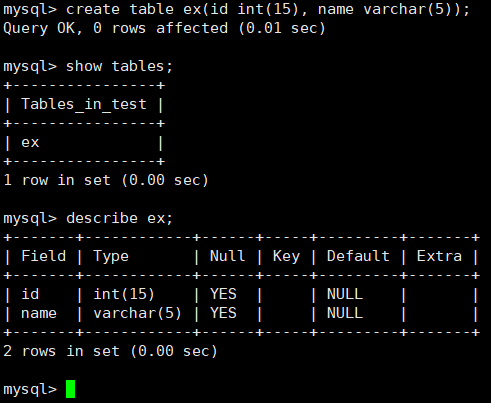 mysql> create table ex(id int(15), name varchar(5));
Query OK, 0 rows affected (0.01 sec)
mysql> show tables;
+----------------+
| Tables_in_test |
+----------------+
| ex             |
+----------------+
1 row in set (0.00 sec)
mysql> describe ex;
+-------+------------+------+-----+---------+-------+
| Field | Type       | Null | Key | Default | Extra |
+-------+------------+------+-----+---------+-------+
| id    | int(15)    | YES  |     | NULL    |       |
| name  | varchar(5) | YES  |     | NULL    |       |
+-------+------------+------+-----+---------+-------+
2 rows in set (0.00 sec)
mysql>